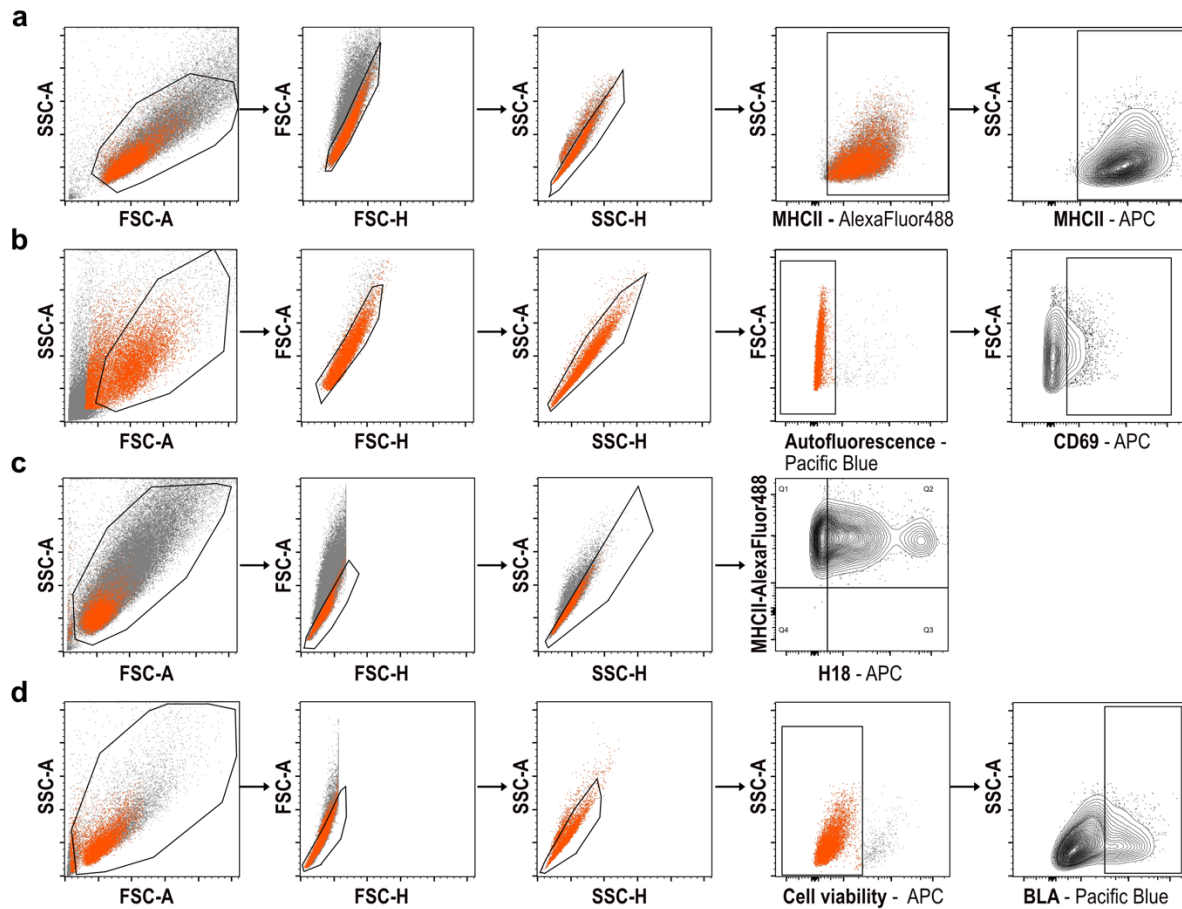 a
SSC-A
FSC-A
FSC-A
FSC-H
SSC-A
SSC-H
SSC-A
MHCII - AlexaFluor488
SSC-A
MHCII - APC
b
SSC-A
FSC-A
FSC-A
FSC-H
SSC-A
SSC-H
FSC-A
Autofluorescence -
Pacific Blue
FSC-A
CD69 - APC
c
SSC-A
FSC-A
FSC-A
FSC-H
SSC-A
SSC-H
MHCII-AlexaFluor488
Q1
Q2
Q4
Q3
H18 - APC
d
SSC-A
FSC-A
FSC-A
FSC-H
SSC-A
SSC-H
SSC-A
Cell viability - APC
SSC-A
BLA - Pacific Blue